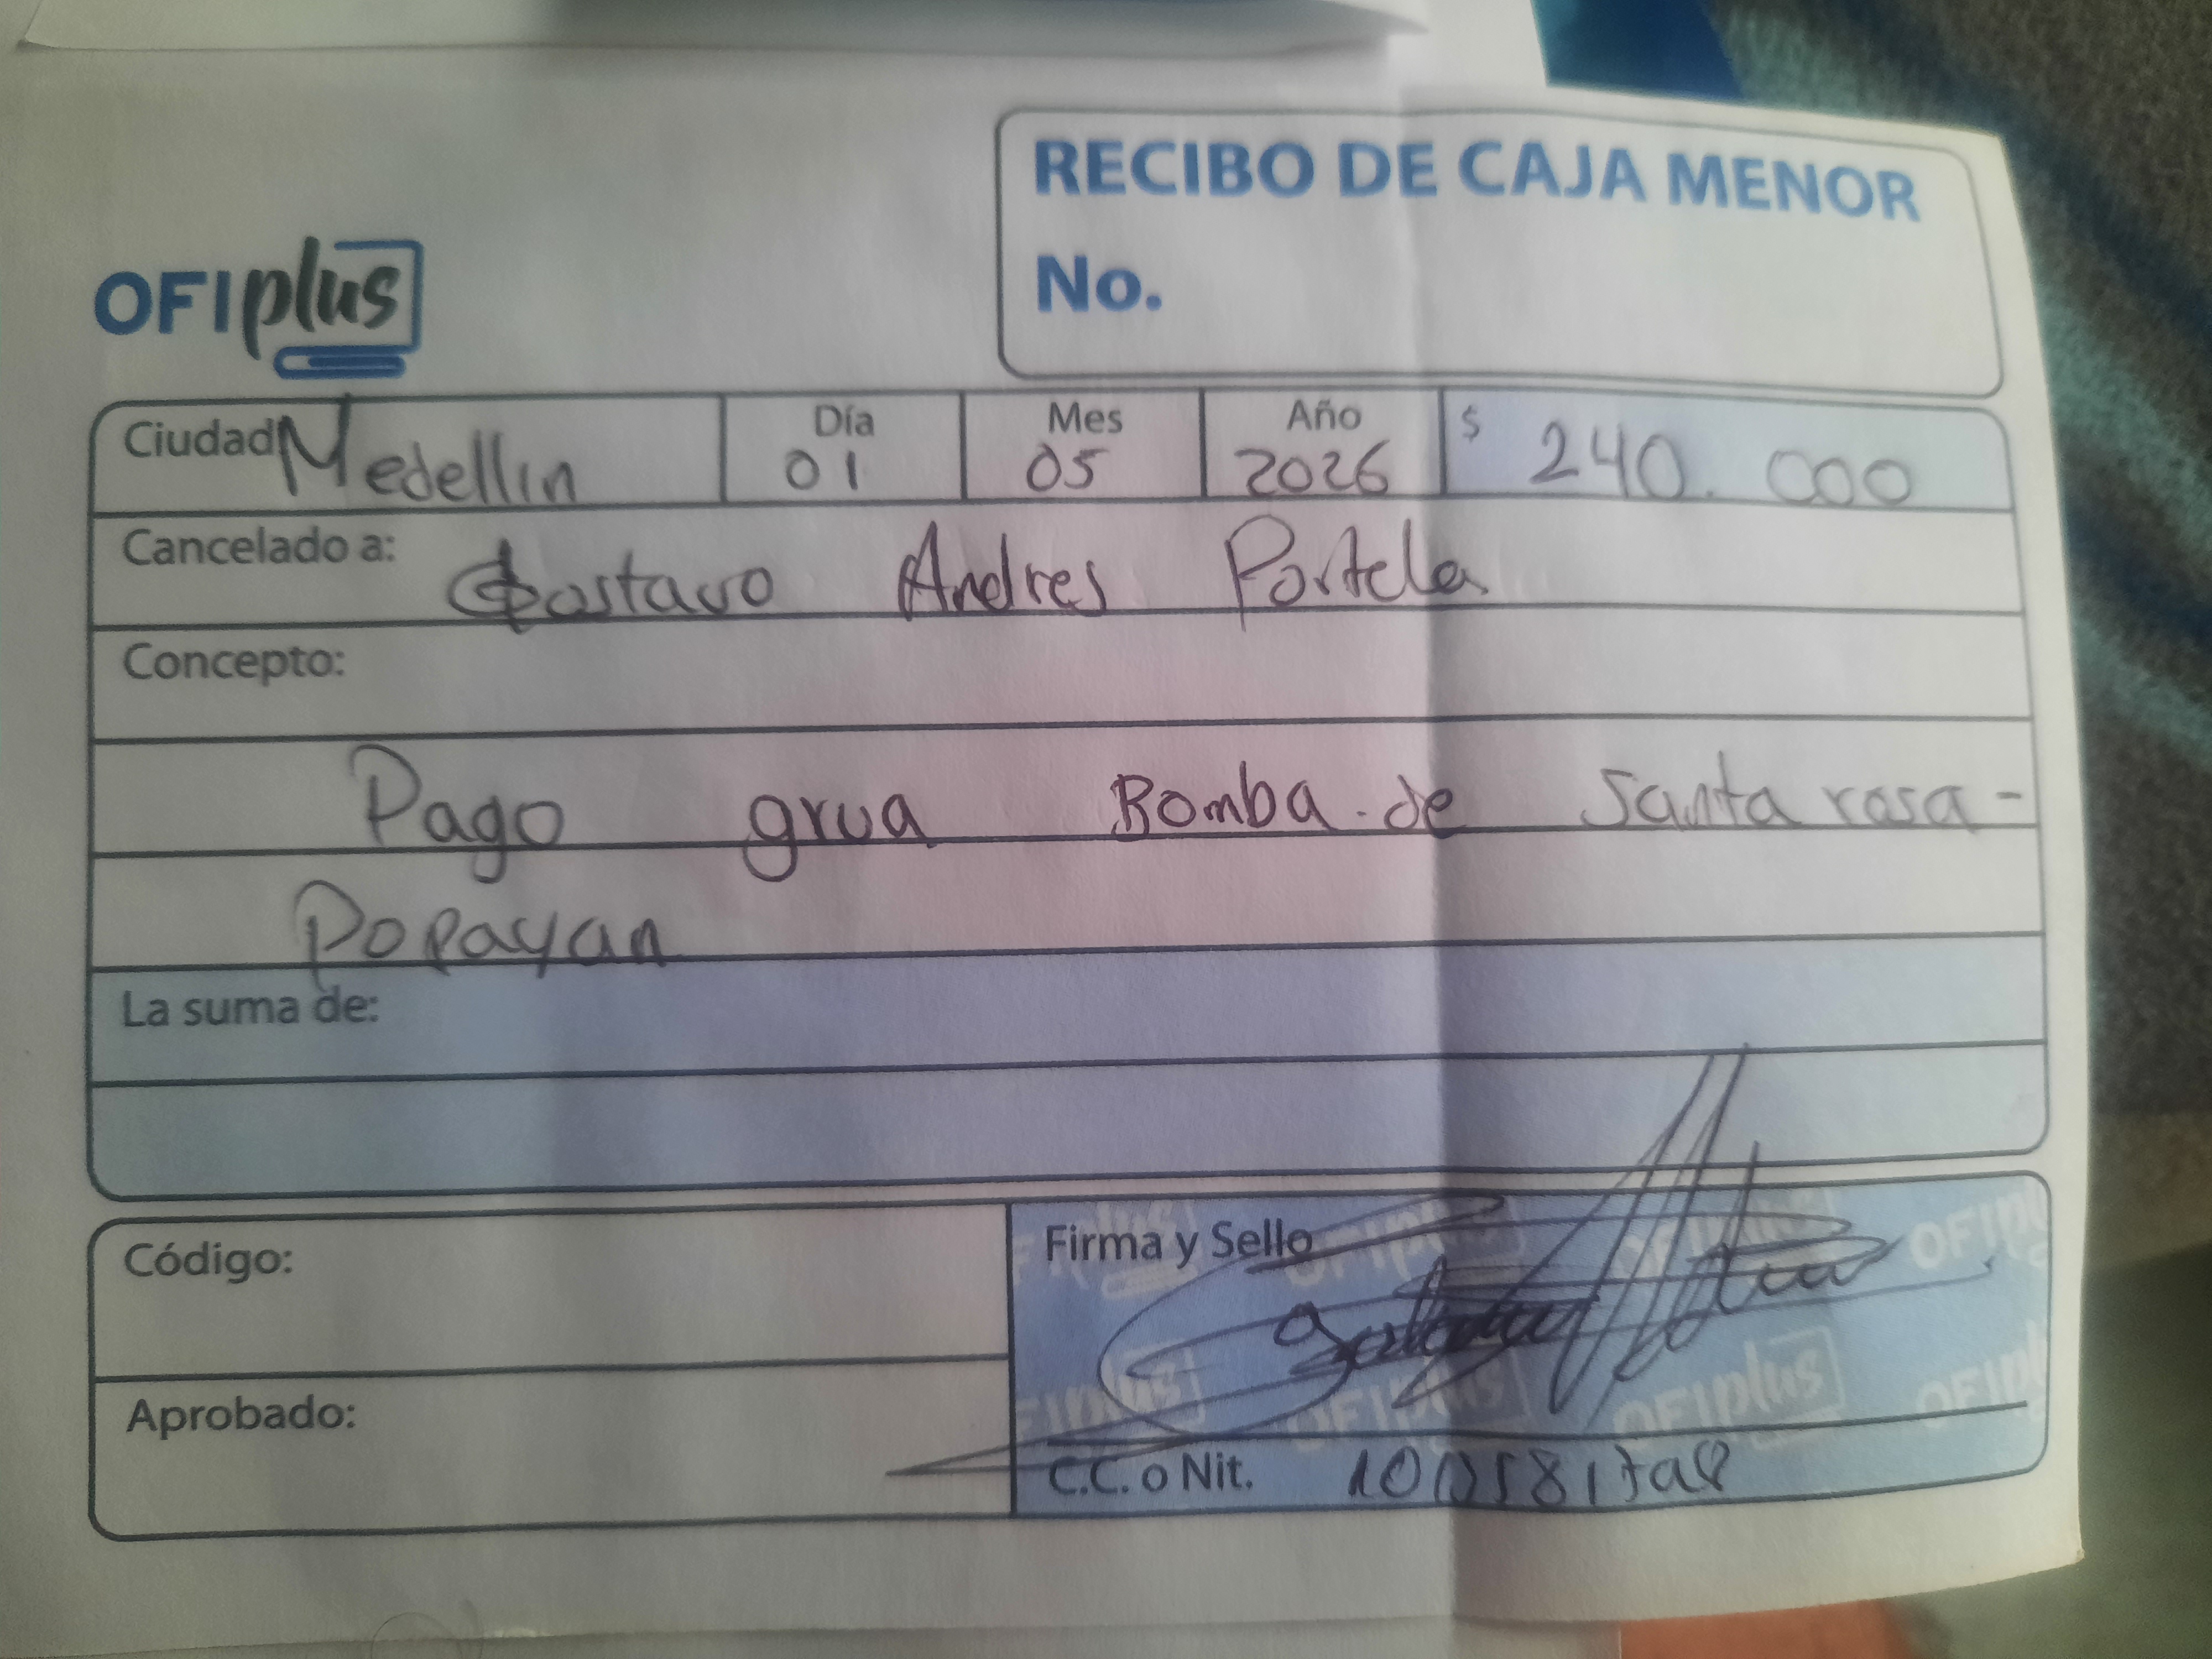 RECIBO DE CAJA MENOR
No.
OFIplus
Ciudad Medellin Día 01 Mes 05 Año 2026 $ 240.000
Cancelado a: Gustavo Andres Portela
Concepto:
Pago grua Bomba de Santa rosa -
Popayan
La suma de:
Código:
Firma y Sello
Aprobado:
C.C. o Nit.